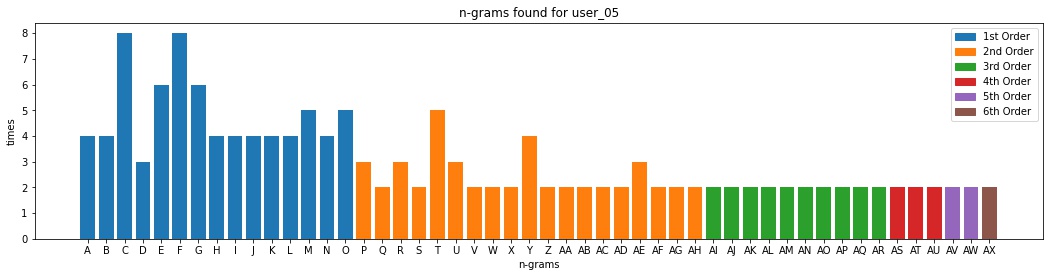 n-grams found for user_05
8
7
6
5
4
3
2
1
0
times
1st Order
2nd Order
3rd Order
4th Order
5th Order
6th Order
A B C D E F G H I J K L M N O P Q R S T U V W X Y Z AA AB AC AD AE AF AG AH AI AJ AK AL AM AN AO AP AQ AR AS AT AU AV AW AX
n-grams